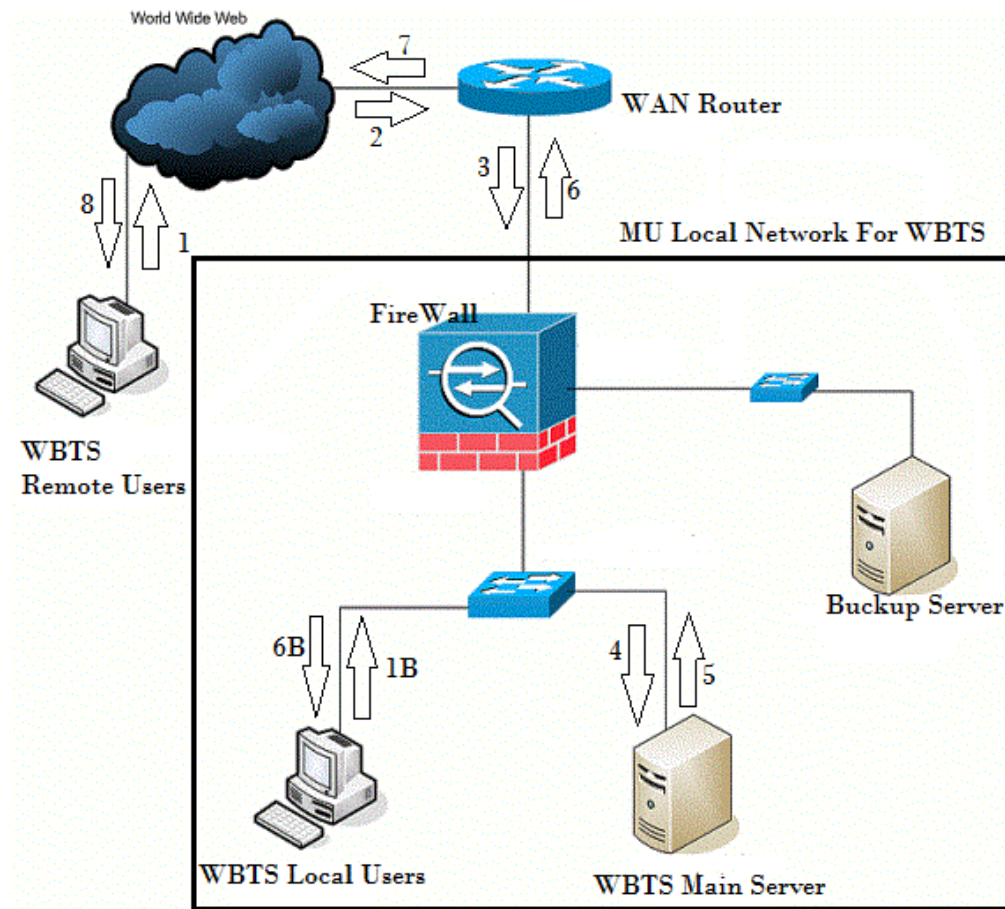 World Wide Web
7
2
WAN Router
3
6
8
1
MU Local Network For WBTS
FireWall
WBTS
Remote Users
Buckup Server
6B
1B
4
5
WBTS Local Users
WBTS Main Server